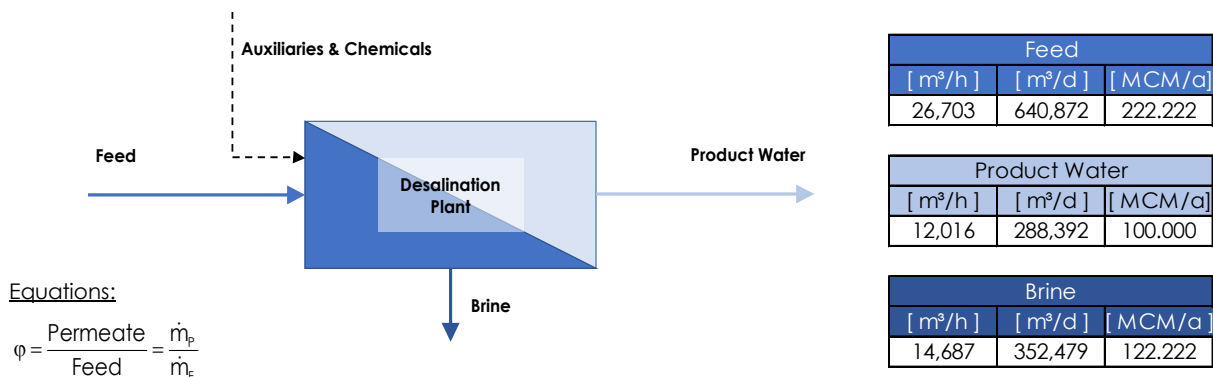 Auxiliaries & Chemicals
Feed
Desalination
Plant
Product Water
Brine
Equations:
φ = Permeate / Feed = ṁP / ṁF
Feed
[ m³/h ] [ m³/d ] [ MCM/a]
26,703 640,872 222.222
Product Water
[ m³/h ] [ m³/d ] [ MCM/a]
12,016 288,392 100.000
Brine
[ m³/h ] [ m³/d ] [ MCM/a ]
14,687 352,479 122.222